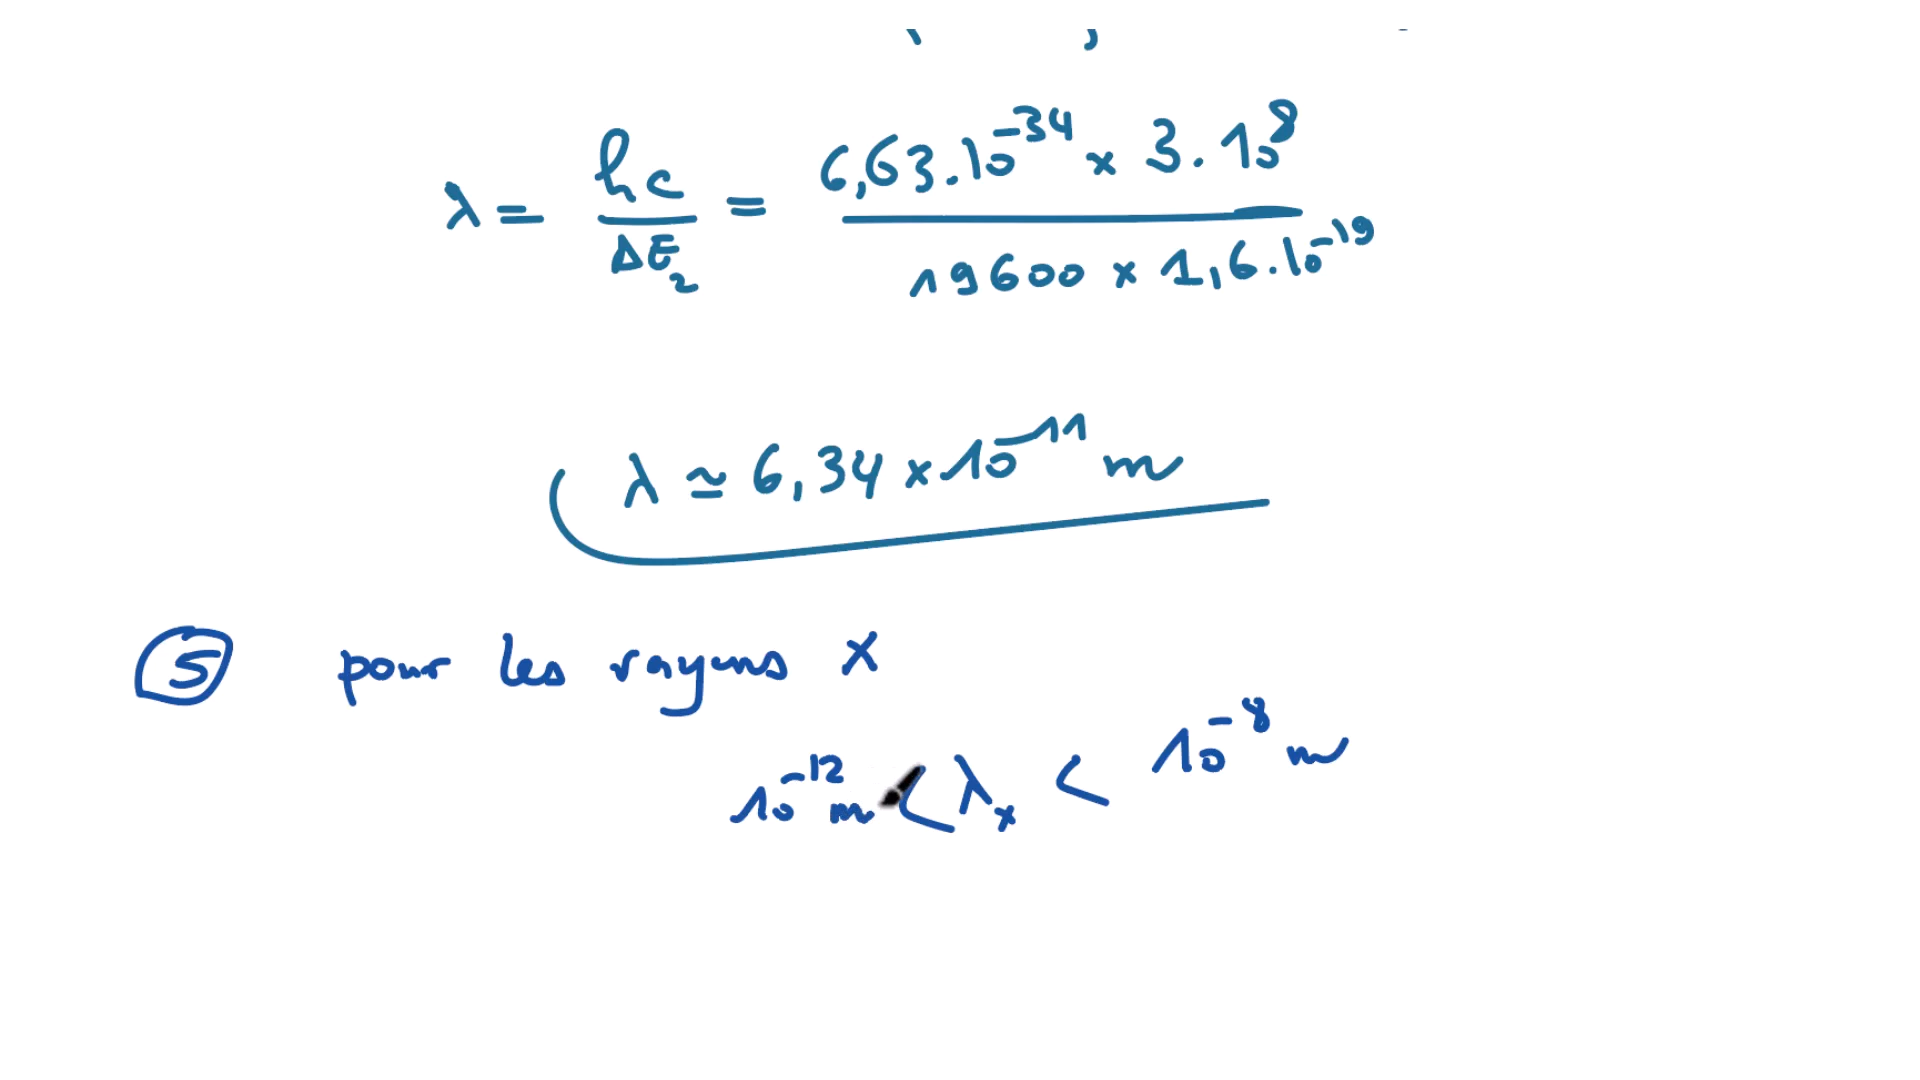 λ = hc / ΔE₂ = 6,63.10⁻³⁴ × 3.10⁸ / 19600 × 1,6.10⁻¹⁹
λ ≃ 6,34 × 10⁻¹¹ m
5 pour les rayons X
10⁻¹² m < λₓ < 10⁻⁸ m